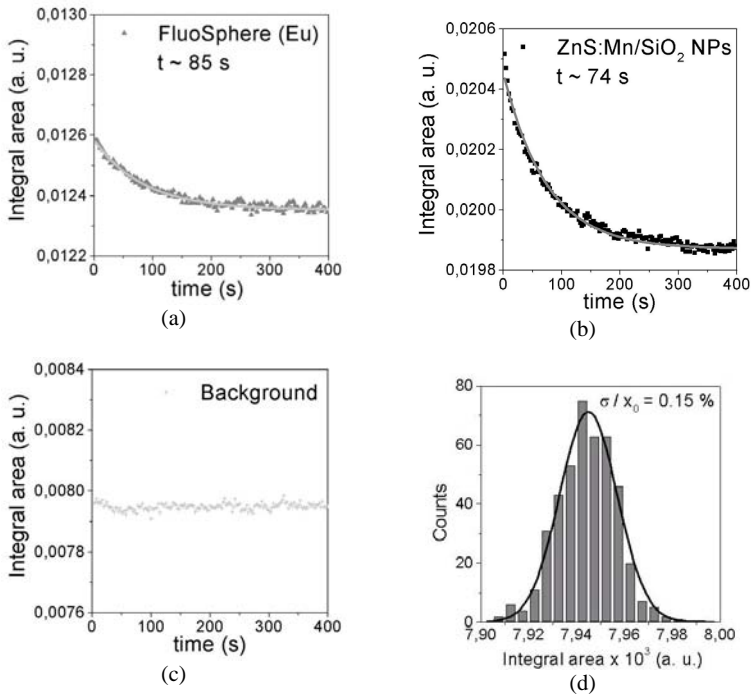 FluoSphere (Eu)
t ~ 85 s
Integral area (a. u.)
0,0130
0,0128
0,0126
0,0124
0,0122
0 100 200 300 400
time (s)
(a)
ZnS:Mn/SiO₂ NPs
t ~ 74 s
Integral area (a. u.)
0,0206
0,0204
0,0202
0,0200
0,0198
0 100 200 300 400
time (s)
(b)
Background
Integral area (a. u.)
0,0084
0,0082
0,0080
0,0078
0,0076
0 100 200 300 400
time (s)
(c)
σ / x₀ = 0.15 %
Counts
80
60
40
20
0
7,90 7,92 7,94 7,96 7,98 8,00
Integral area x 10³ (a. u.)
(d)